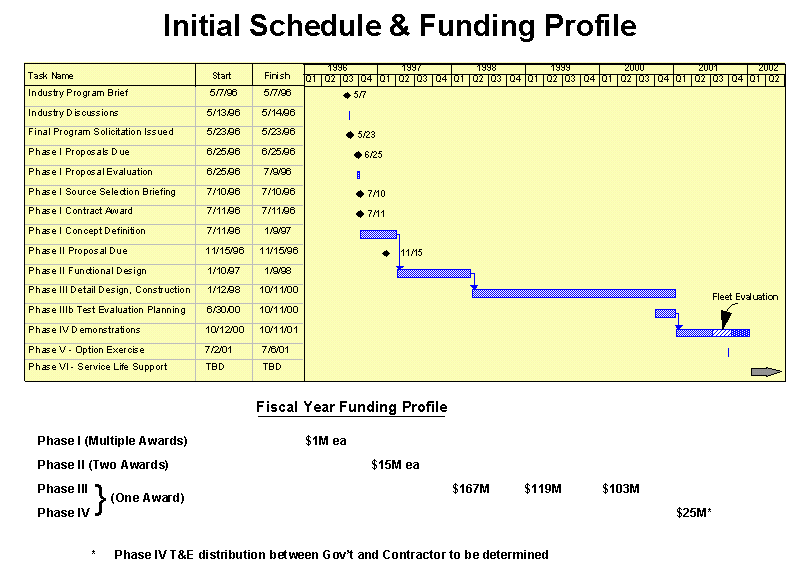 Initial Schedule & Funding Profile
1996 1997 1998 1999 2000 2001 2002
Task Name Start Finish Q1 Q2 Q3 Q4 Q1 Q2 Q3 Q4 Q1 Q2 Q3 Q4 Q1 Q2 Q3 Q4 Q1 Q2 Q3 Q4 Q1 Q2 Q3 Q4 Q1 Q2
Industry Program Brief 5/7/96 5/7/96 5/7
Industry Discussions 5/13/96 5/14/96
Final Program Solicitation Issued 5/23/96 5/23/96 5/23
Phase I Proposals Due 6/25/96 6/25/96 6/25
Phase I Proposal Evaluation 6/25/96 7/9/96
Phase I Source Selection Briefing 7/10/96 7/10/96 7/10
Phase I Contract Award 7/11/96 7/11/96 7/11
Phase I Concept Definition 7/11/96 1/9/97
Phase II Proposal Due 11/15/96 11/15/96 11/15
Phase II Functional Design 1/10/97 1/9/98
Phase III Detail Design, Construction 1/12/98 10/11/00
Fleet Evaluation
Phase IIIb Test Evaluation Planning 6/30/00 10/11/00
Phase IV Demonstrations 10/12/00 10/11/01
Phase V - Option Exercise 7/2/01 7/6/01
Phase VI - Service Life Support TBD TBD
Fiscal Year Funding Profile
Phase I (Multiple Awards) $1M ea
Phase II (Two Awards) $15M ea
Phase III $167M $119M $103M
(One Award)
Phase IV $25M*
* Phase IV T&E distribution between Gov't and Contractor to be determined